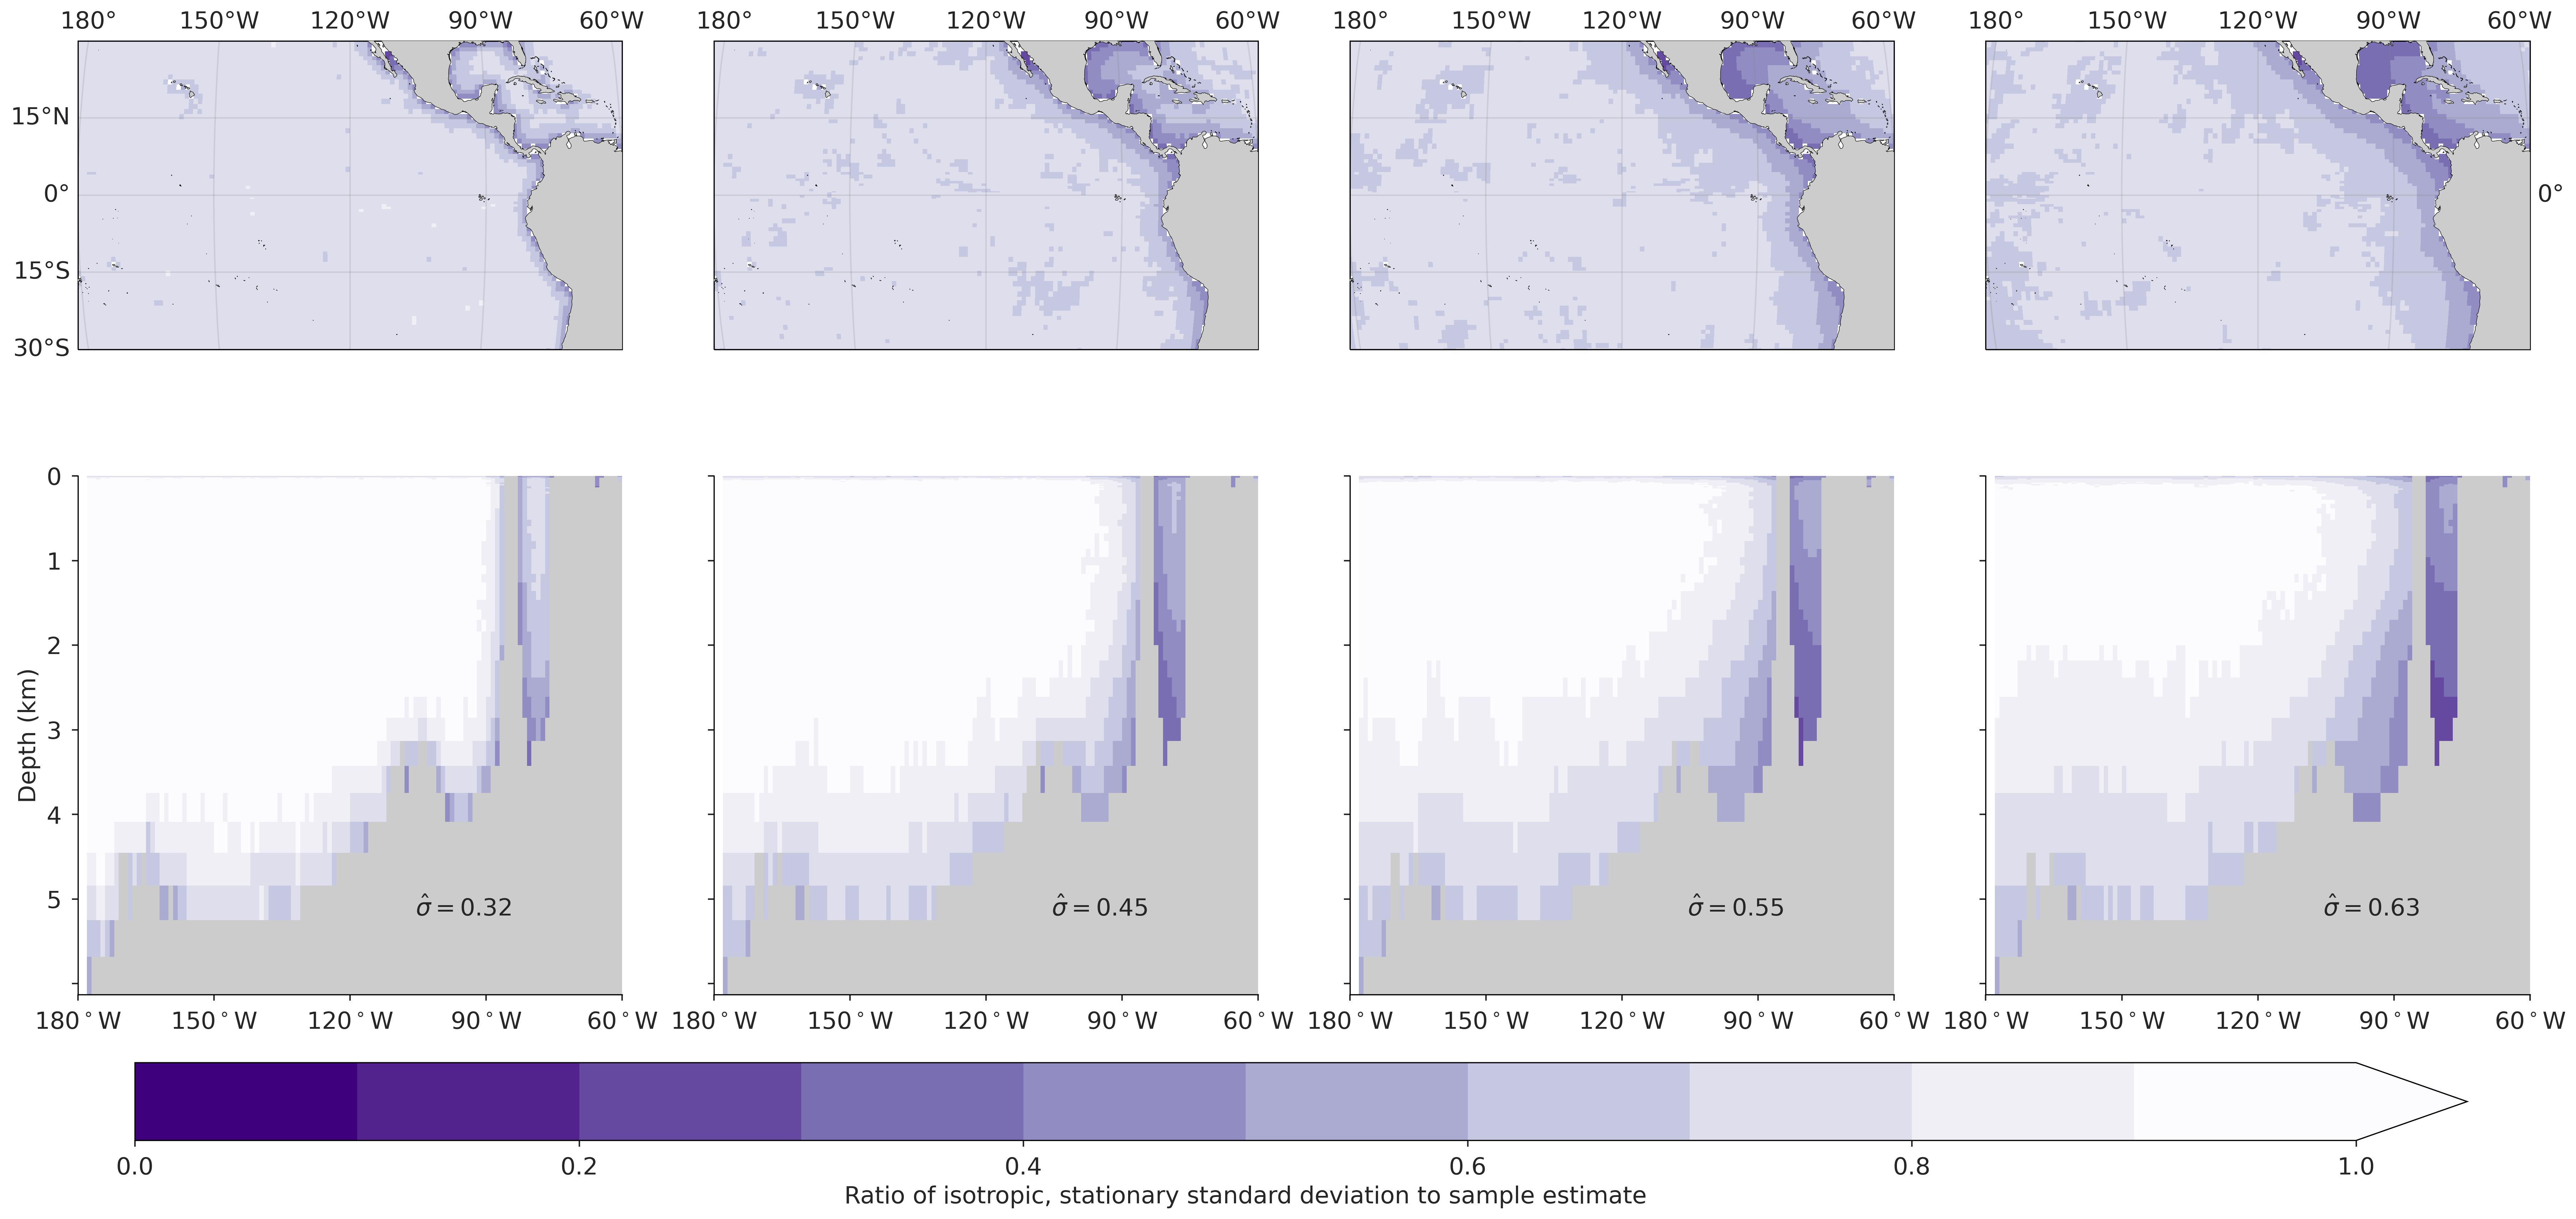 180° 150°W 120°W 90°W 60°W 180° 150°W 120°W 90°W 60°W 180° 150°W 120°W 90°W 60°W 180° 150°W 120°W 90°W 60°W
15°N
0° 0°
15°S
30°S
0
1
2
3
4
5
Depth (km)
σ̂ = 0.32 σ̂ = 0.45 σ̂ = 0.55 σ̂ = 0.63
180°W 150°W 120°W 90°W 60°W 180°W 150°W 120°W 90°W 60°W 180°W 150°W 120°W 90°W 60°W 180°W 150°W 120°W 90°W 60°W
0.0 0.2 0.4 0.6 0.8 1.0
Ratio of isotropic, stationary standard deviation to sample estimate